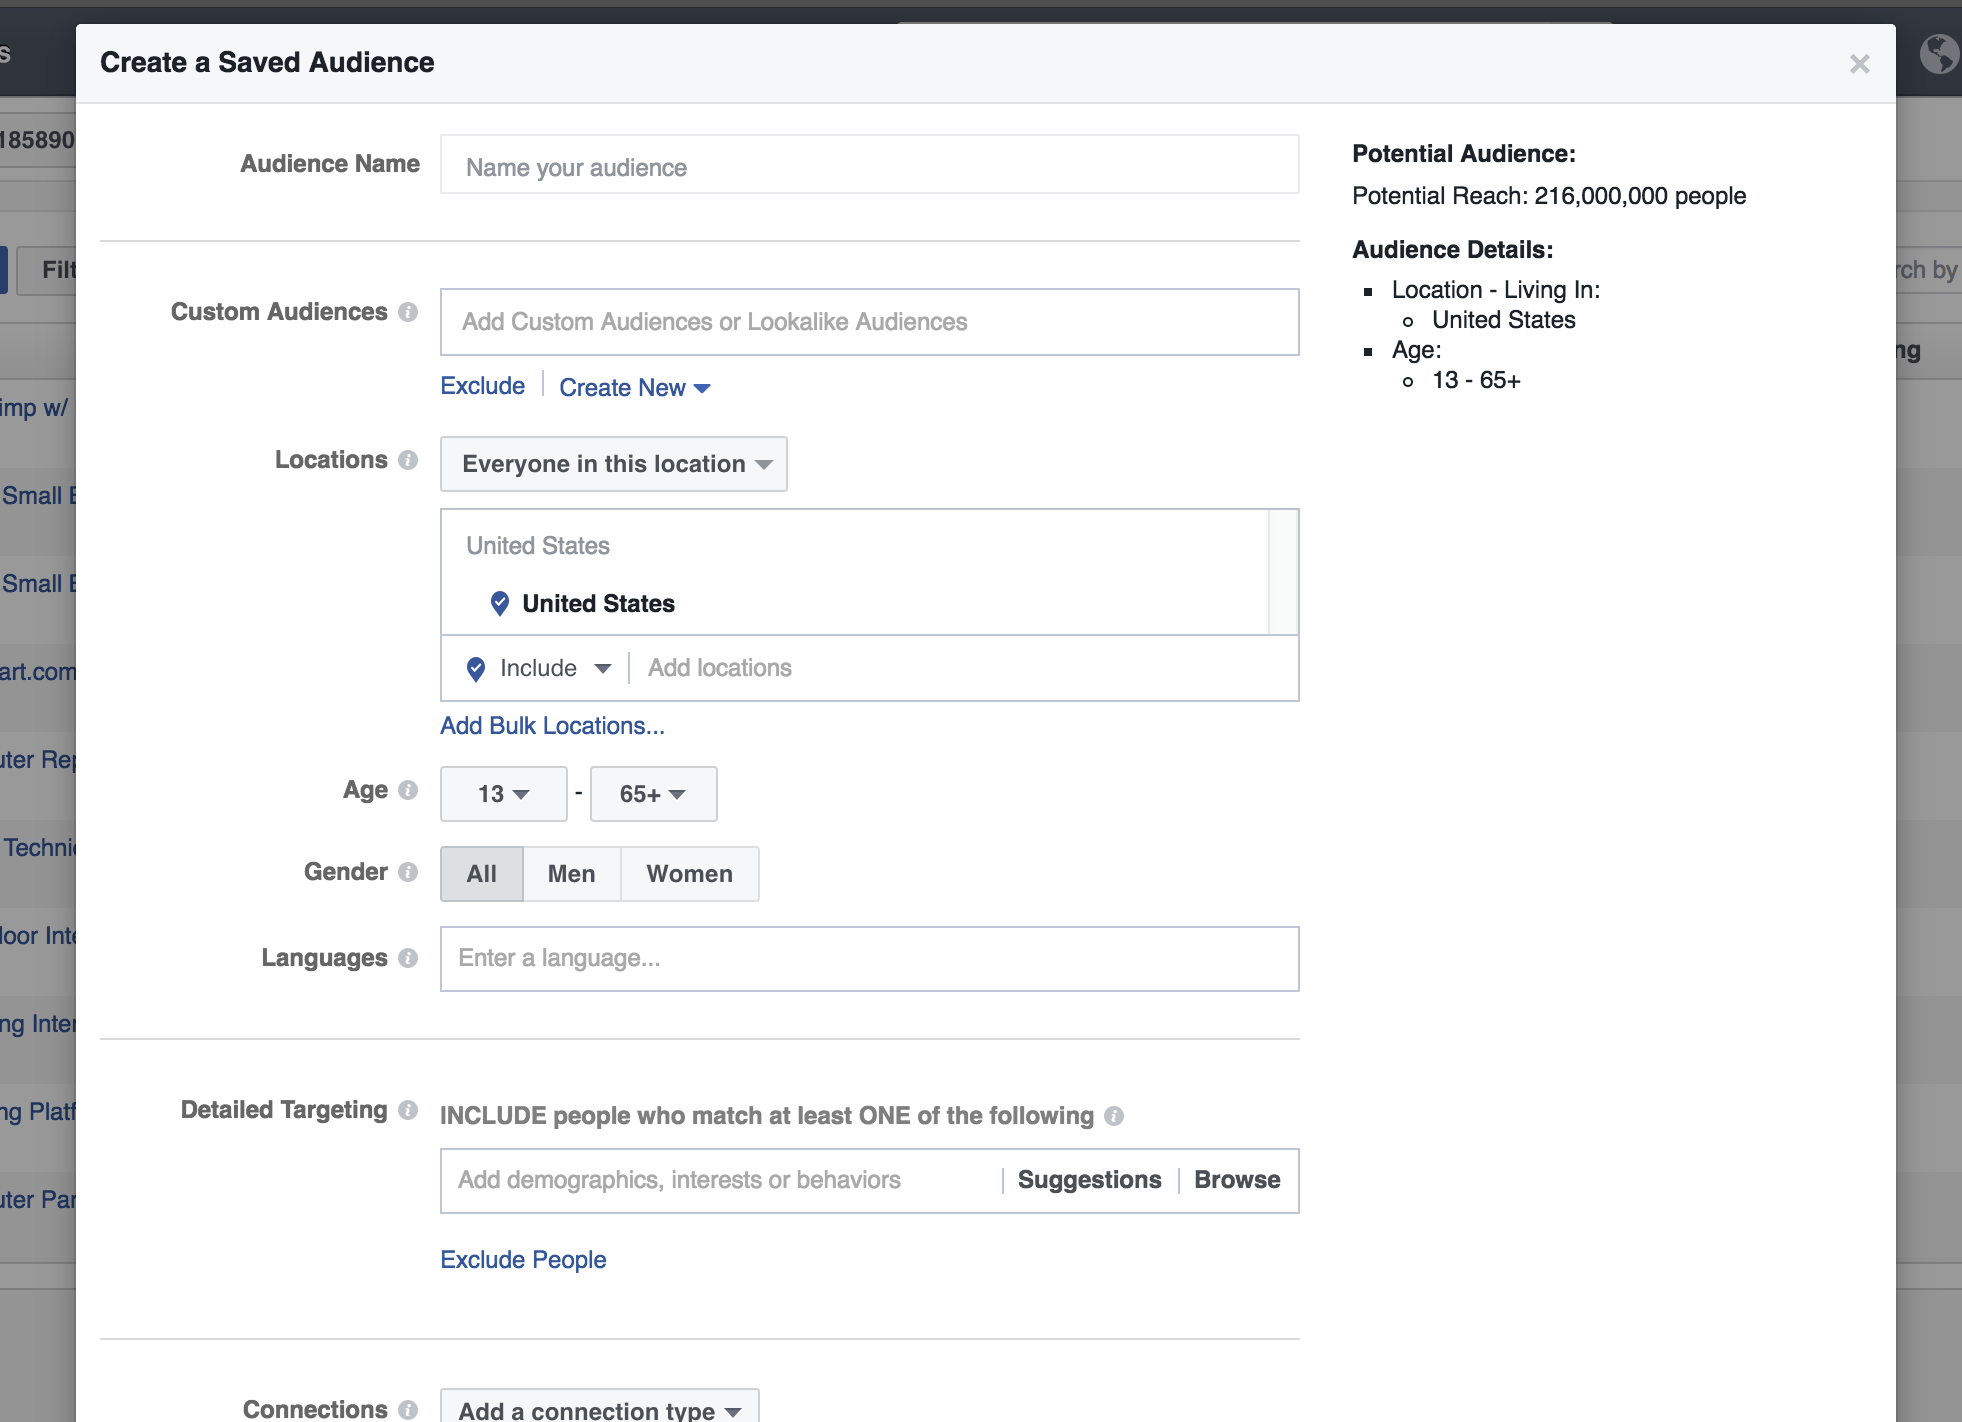 Create a Saved Audience
Audience Name
Name your audience
Potential Audience:
Potential Reach: 216,000,000 people
Audience Details:
Location - Living In:
United States
Age:
13 - 65+
Custom Audiences
Add Custom Audiences or Lookalike Audiences
Exclude
Create New
Locations
Everyone in this location
United States
United States
Include
Add locations
Add Bulk Locations...
Age
13 - 65+
Gender
All Men Women
Languages
Enter a language...
Detailed Targeting
INCLUDE people who match at least ONE of the following
Add demographics, interests or behaviors
Suggestions
Browse
Exclude People
Connections
Add a connection type
185890
Filt
rch by
ng
imp w/
Small
Small
art.com
uter Rep
Techni
loor Inte
ng Inter
ng Platf
uter Par